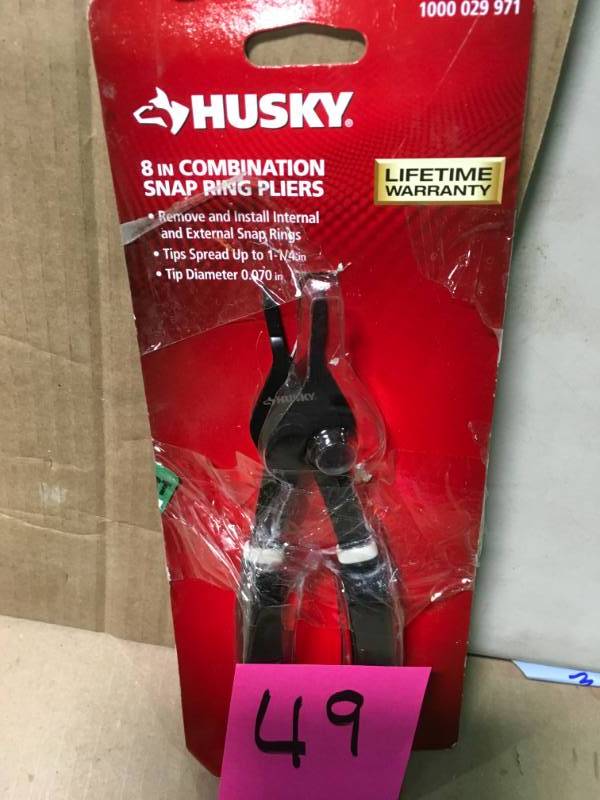 1000 029 971
HUSKY®
8 IN COMBINATION
SNAP RING PLIERS
LIFETIME
WARRANTY
• Remove and Install Internal
and External Snap Rings
• Tips Spread Up to 1-1/4 in
• Tip Diameter 0.070 in
HUSKY
49
3